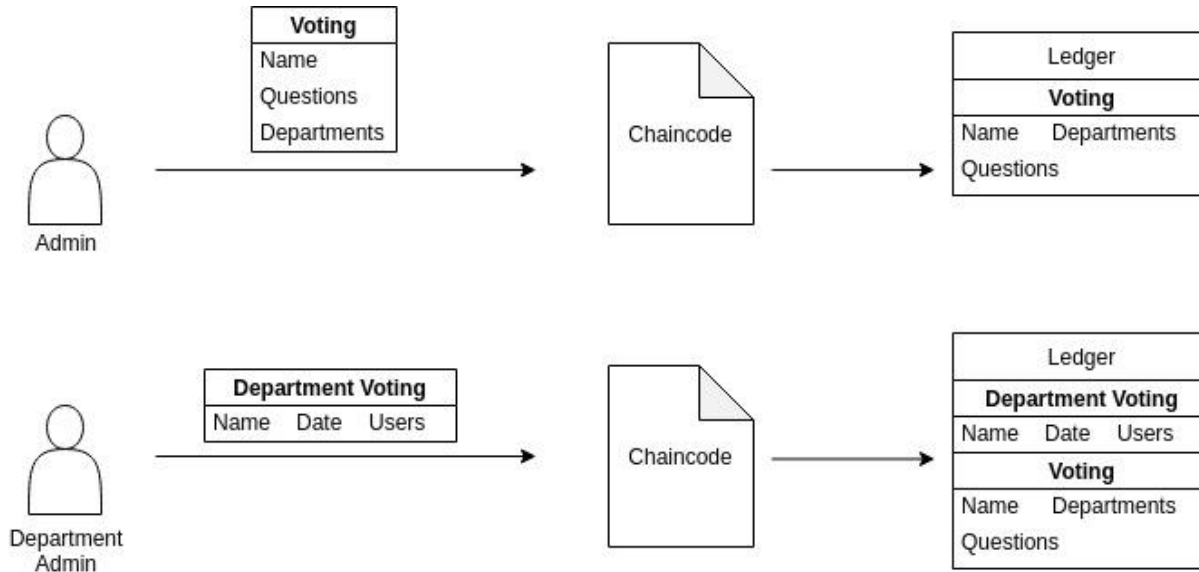 Voting
Name
Questions
Departments
Admin
Chaincode
Ledger
Voting
Name Departments
Questions
Department Voting
Name Date Users
Department
Admin
Chaincode
Ledger
Department Voting
Name Date Users
Voting
Name Departments
Questions